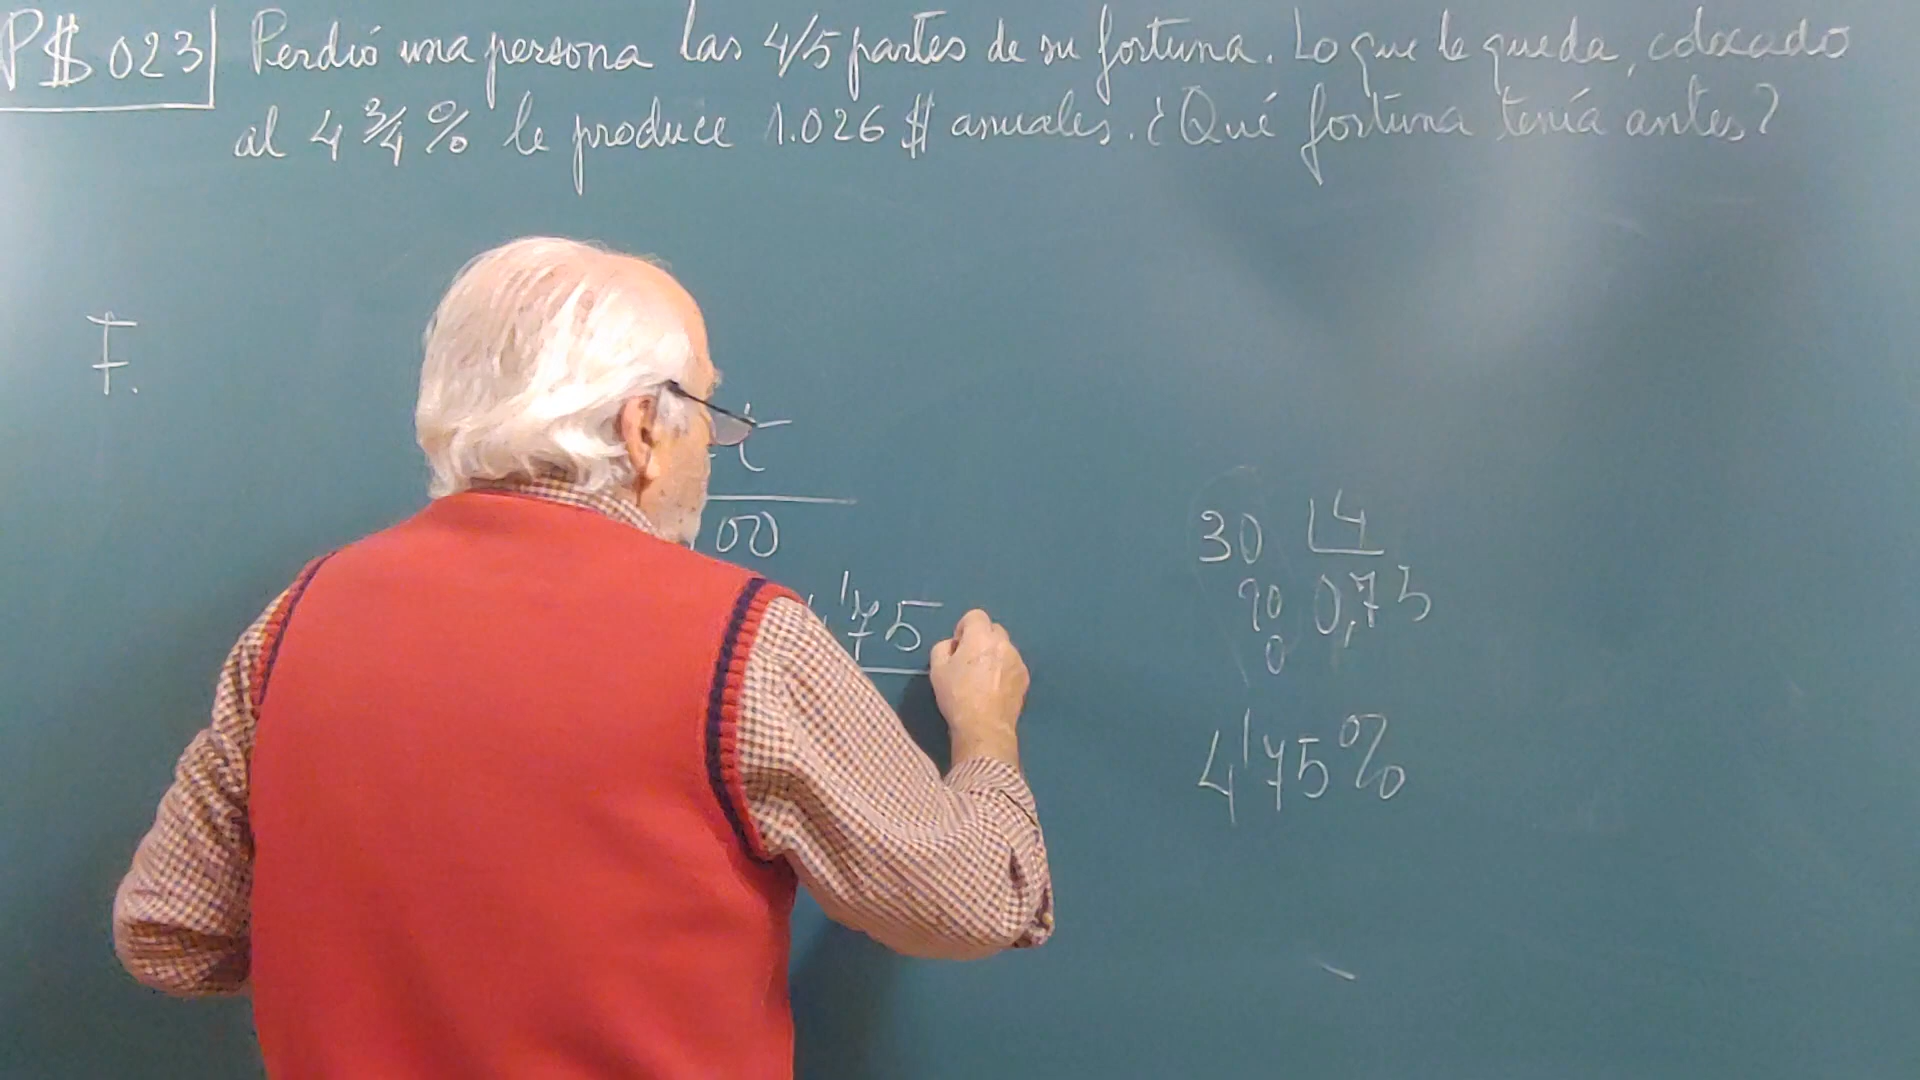 P$ 023 Perdió una persona las 4/5 partes de su fortuna. Lo que le queda, colocado
al 4 3/4 % le produce 1.026 $ anuales. ¿Qué fortuna tenía antes?
F.
t
00
'75
30 4
20 0,75
0
4'75%